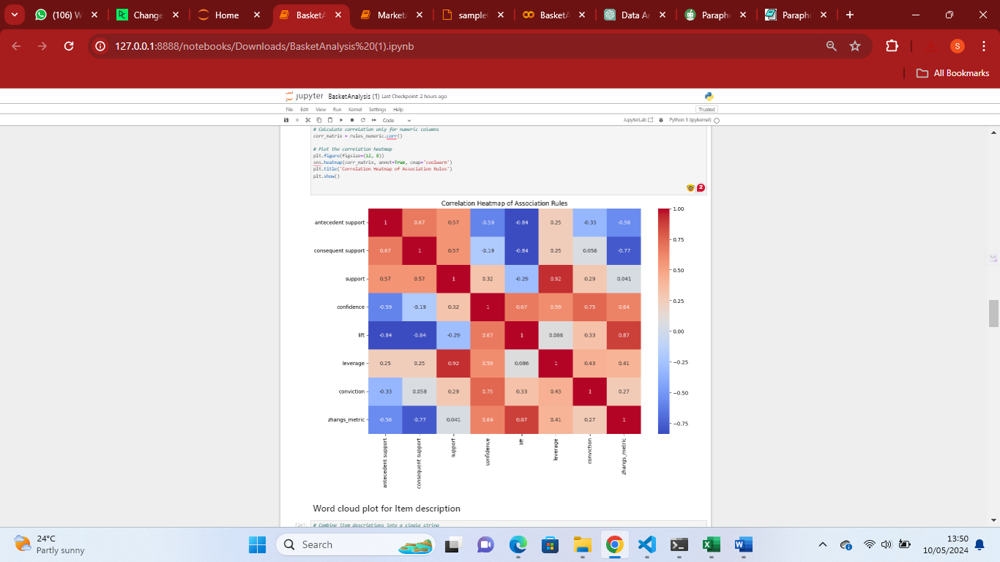 (106) W
Change
Home
BasketA
Market
sample
BasketA
Data Ar
Paraphr
Paraphr
127.0.0.1:8888/notebooks/Downloads/BasketAnalysis%20(1).ipynb
S
All Bookmarks
jupyter BasketAnalysis (1) Last Checkpoint: 2 hours ago
File Edit View Run Kernel Settings Help
Trusted
Code
JupyterLab
Python 3 (ipykernel)
# Calculate correlation only for numeric columns
corr_matrix = rules_numeric.corr()
# Plot the correlation heatmap
plt.figure(figsize=(12, 8))
sns.heatmap(corr_matrix, annot=True, cmap='coolwarm')
plt.title('Correlation Heatmap of Association Rules')
plt.show()
2
Correlation Heatmap of Association Rules
antecedent support 1 0.67 0.57 -0.59 -0.84 0.25 -0.33 -0.56
consequent support 0.67 1 0.57 -0.19 -0.84 0.25 0.058 -0.77
support 0.57 0.57 1 0.32 -0.29 0.92 0.29 0.041
confidence -0.59 -0.19 0.32 1 0.67 0.59 0.75 0.64
lift -0.84 -0.84 -0.29 0.67 1 0.086 0.33 0.87
leverage 0.25 0.25 0.92 0.59 0.086 1 0.43 0.41
conviction -0.33 0.058 0.29 0.75 0.33 0.43 1 0.27
zhangs_metric -0.56 -0.77 0.041 0.64 0.87 0.41 0.27 1
antecedent support
consequent support
support
confidence
lift
leverage
conviction
zhangs_metric
1.00
0.75
0.50
0.25
0.00
−0.25
−0.50
−0.75
Word cloud plot for Item description
[24]: # Combine item descriptions into a single string
24°C
Partly sunny
Search
13:50
10/05/2024